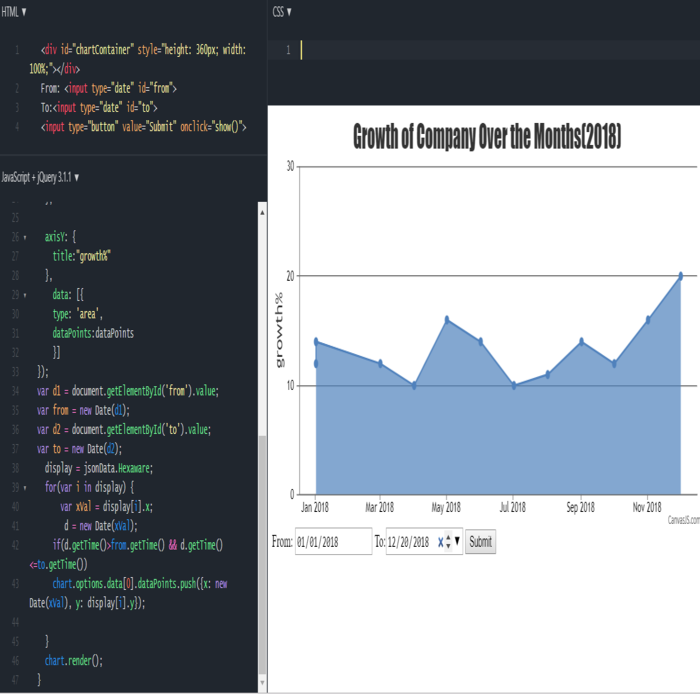 HTML ▼
1 <div id="chartContainer" style="height: 360px; width:
100%;"></div>
2 From: <input type="date" id="from">
3 To:<input type="date" id="to">
4 <input type="button" value="Submit" onclick="show()">
JavaScript + jQuery 3.1.1 ▼
25
26 axisY: {
27 title:"growth%"
28 },
29 data: [{
30 type: 'area',
31 dataPoints:dataPoints
32 }]
33 });
34 var d1 = document.getElementById('from').value;
35 var from = new Date(d1);
36 var d2 = document.getElementById('to').value;
37 var to = new Date(d2);
38 display = jsonData.Hexaware;
39 for(var i in display) {
40 var xVal = display[i].x;
41 d = new Date(xVal);
42 if(d.getTime()>from.getTime() && d.getTime()
<=to.getTime())
43 chart.options.data[0].dataPoints.push({x: new
Date(xVal), y: display[i].y});
44
45 }
46 chart.render();
47 }
CSS ▼
1
Growth of Company Over the Months(2018)
growth%
30
20
10
0
Jan 2018 Mar 2018 May 2018 Jul 2018 Sep 2018 Nov 2018
CanvasJS.com
From: 01/01/2018 To: 12/20/2018 x ▼ Submit